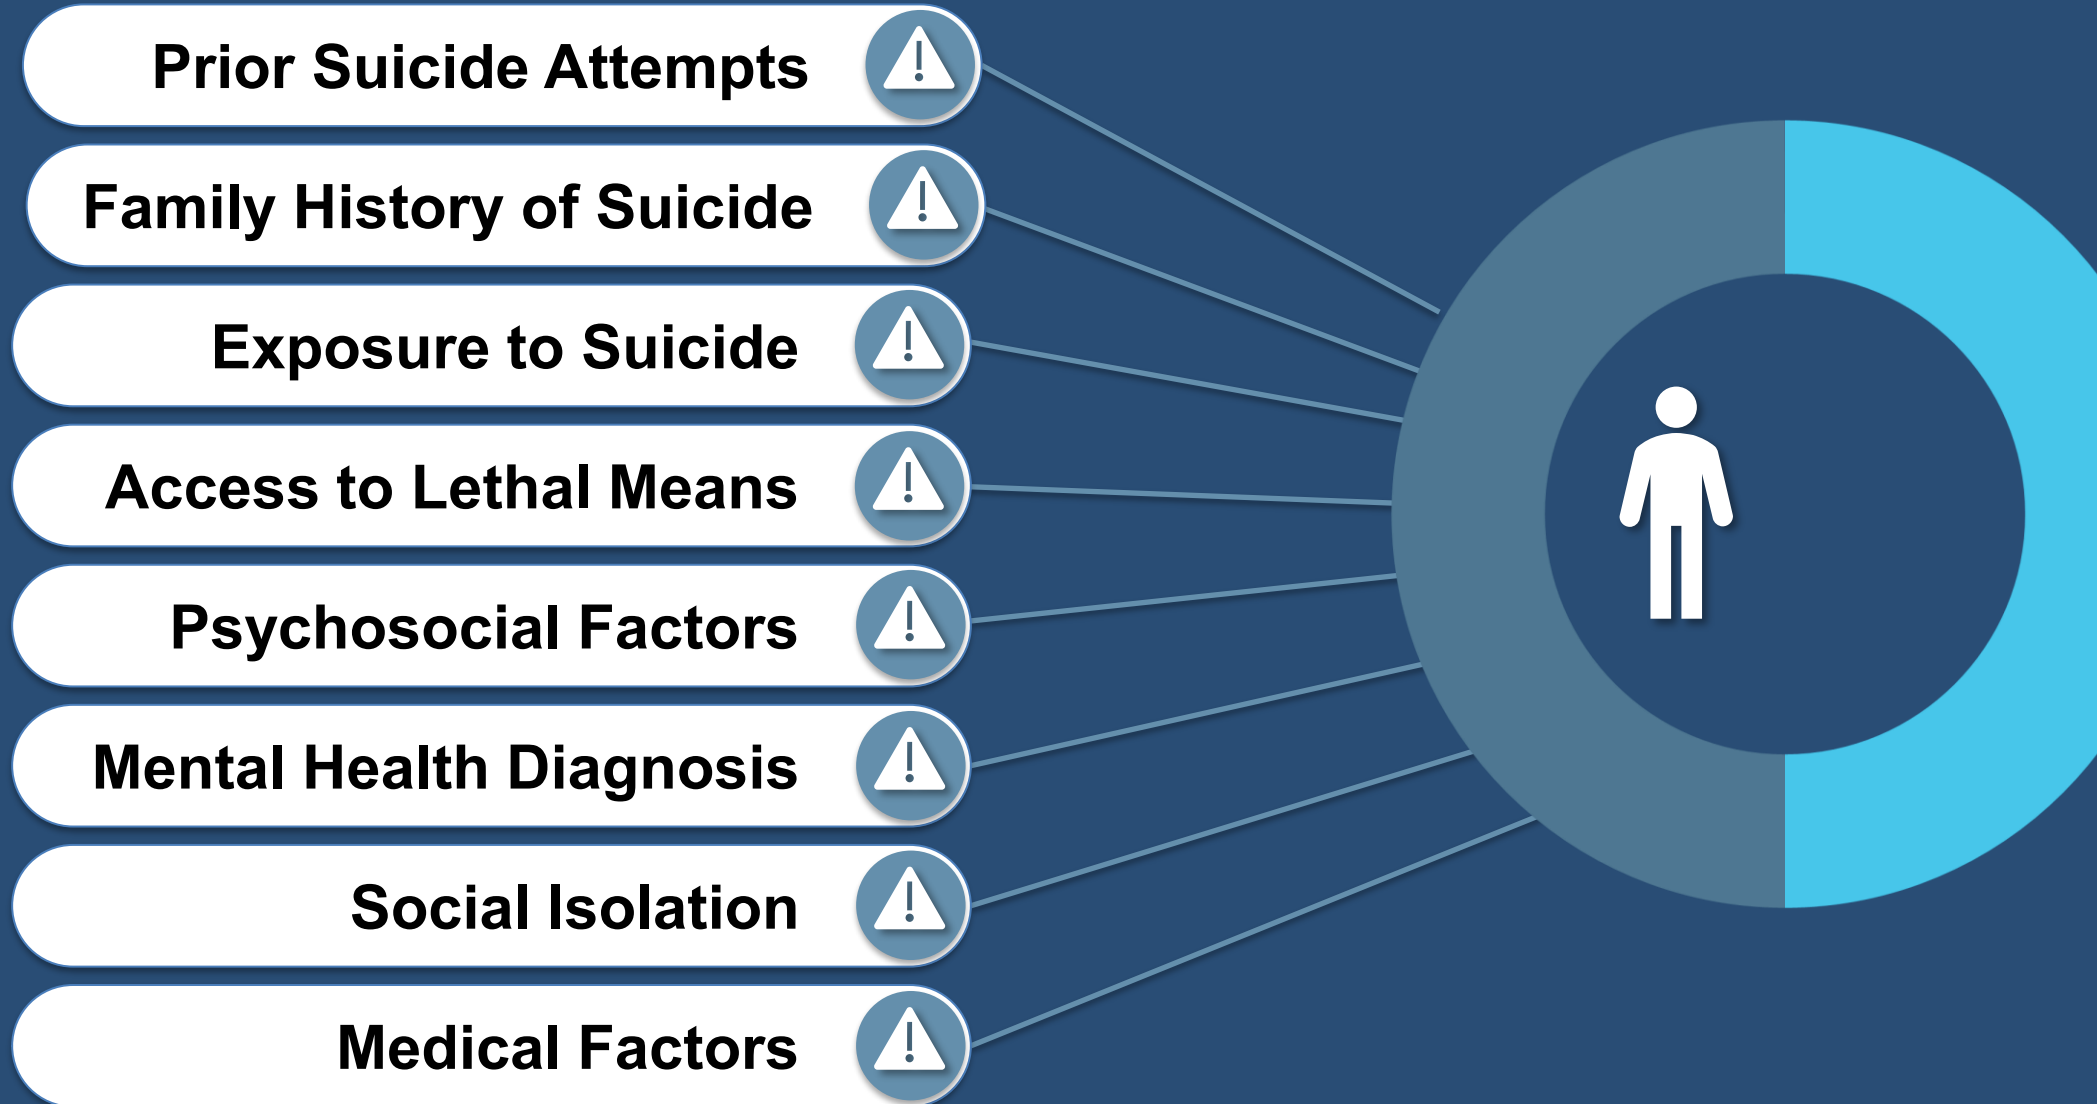 Prior Suicide Attempts
Family History of Suicide
Exposure to Suicide
Access to Lethal Means
Psychosocial Factors
Mental Health Diagnosis
Social Isolation
Medical Factors